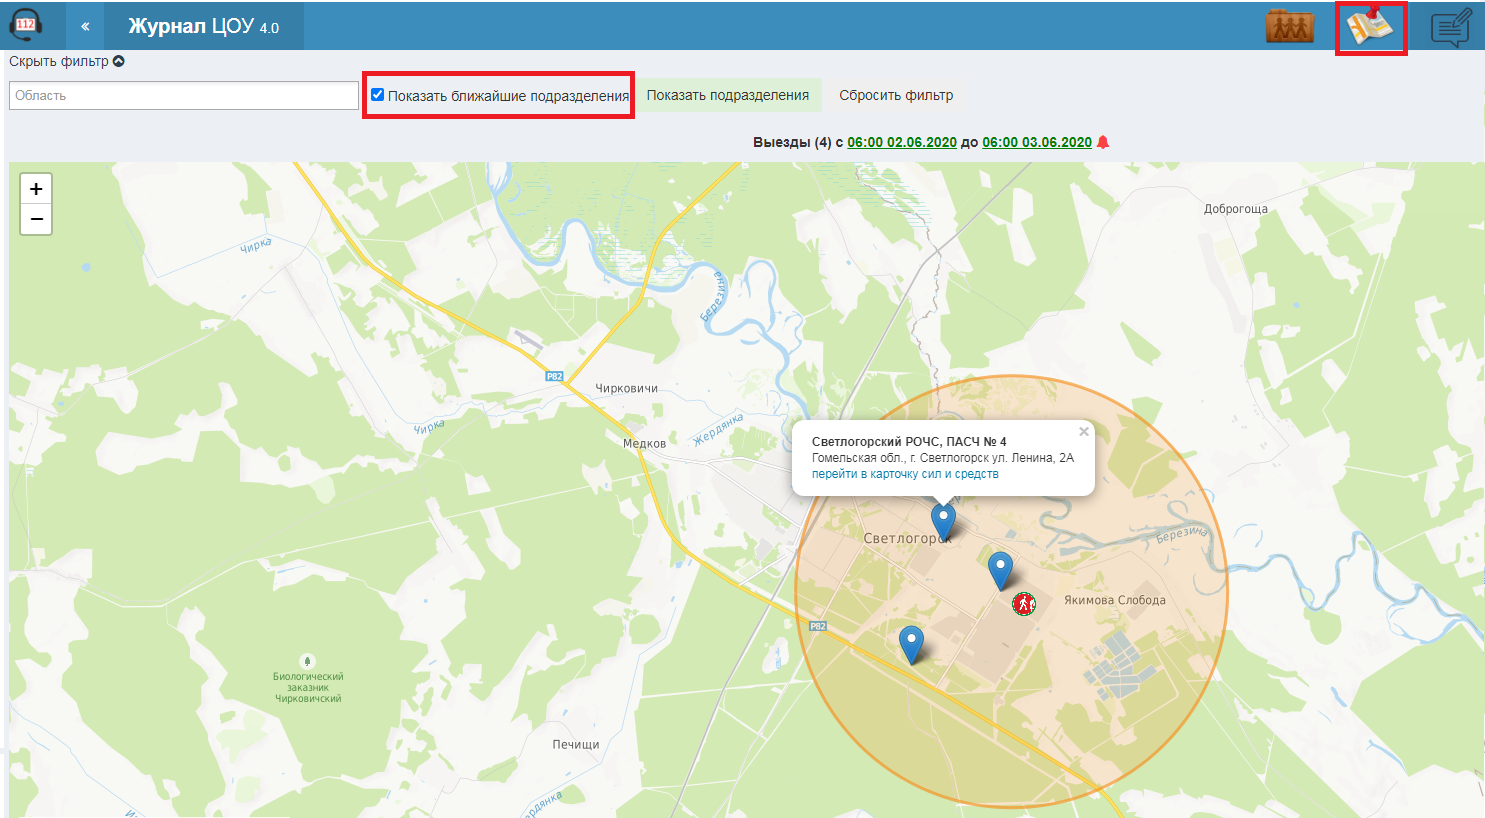 112
«
Журнал ЦОУ 4.0
Скрыть фильтр
Область
Показать ближайшие подразделения
Показать подразделения
Сбросить фильтр
Выезды (4) с 06:00 02.06.2020 до 06:00 03.06.2020
+
−
Доброгоща
Чирка
Березина
P82
Чирковичи
Чирка
Жердянка
Медков
×
Светлогорский РОЧС, ПАСЧ № 4
Гомельская обл., г. Светлогорск ул. Ленина, 2А
перейти в карточку сил и средств
Светлогорск
Березина
Якимова Слобода
P82
Биологический
заказник
Чирковичский
Печищи